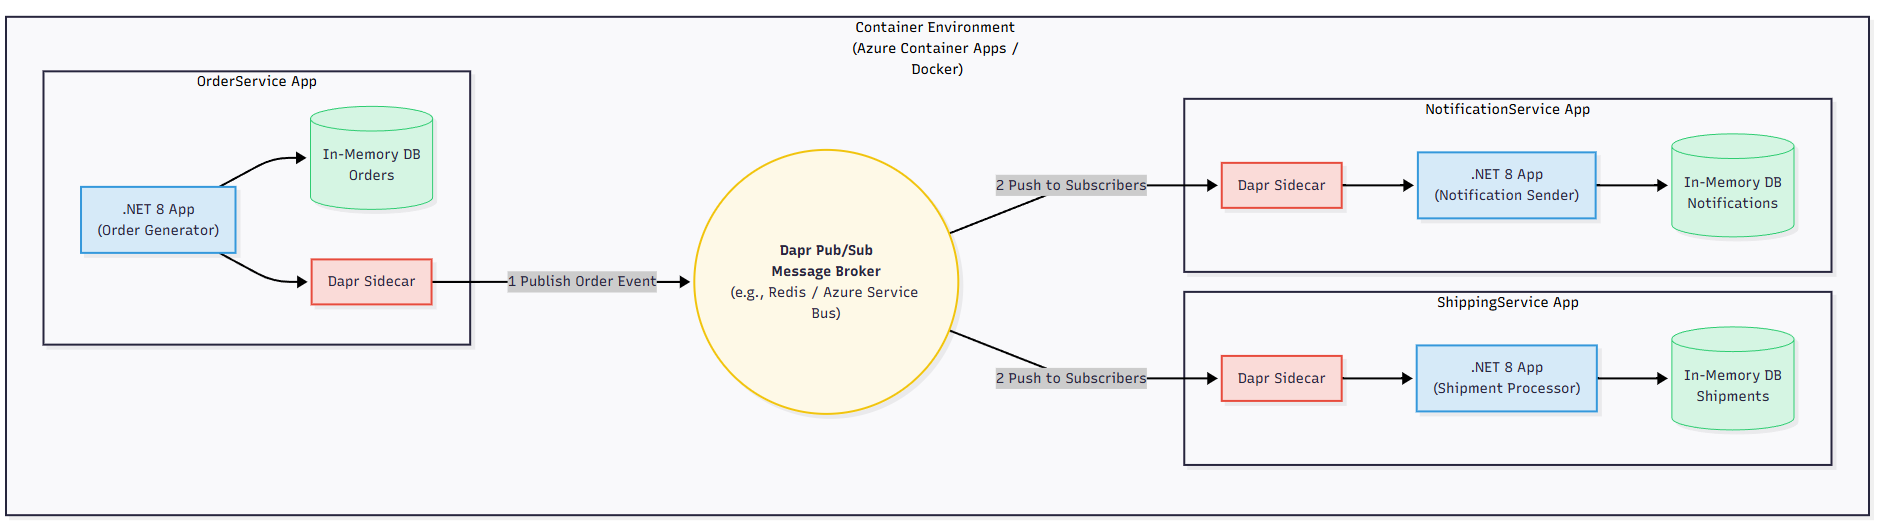 Container Environment
(Azure Container Apps /
Docker)
OrderService App
In-Memory DB
Orders
.NET 8 App
(Order Generator)
Dapr Sidecar
1 Publish Order Event
Dapr Pub/Sub
Message Broker
(e.g., Redis / Azure Service
Bus)
2 Push to Subscribers
NotificationService App
Dapr Sidecar
.NET 8 App
(Notification Sender)
In-Memory DB
Notifications
2 Push to Subscribers
ShippingService App
Dapr Sidecar
.NET 8 App
(Shipment Processor)
In-Memory DB
Shipments